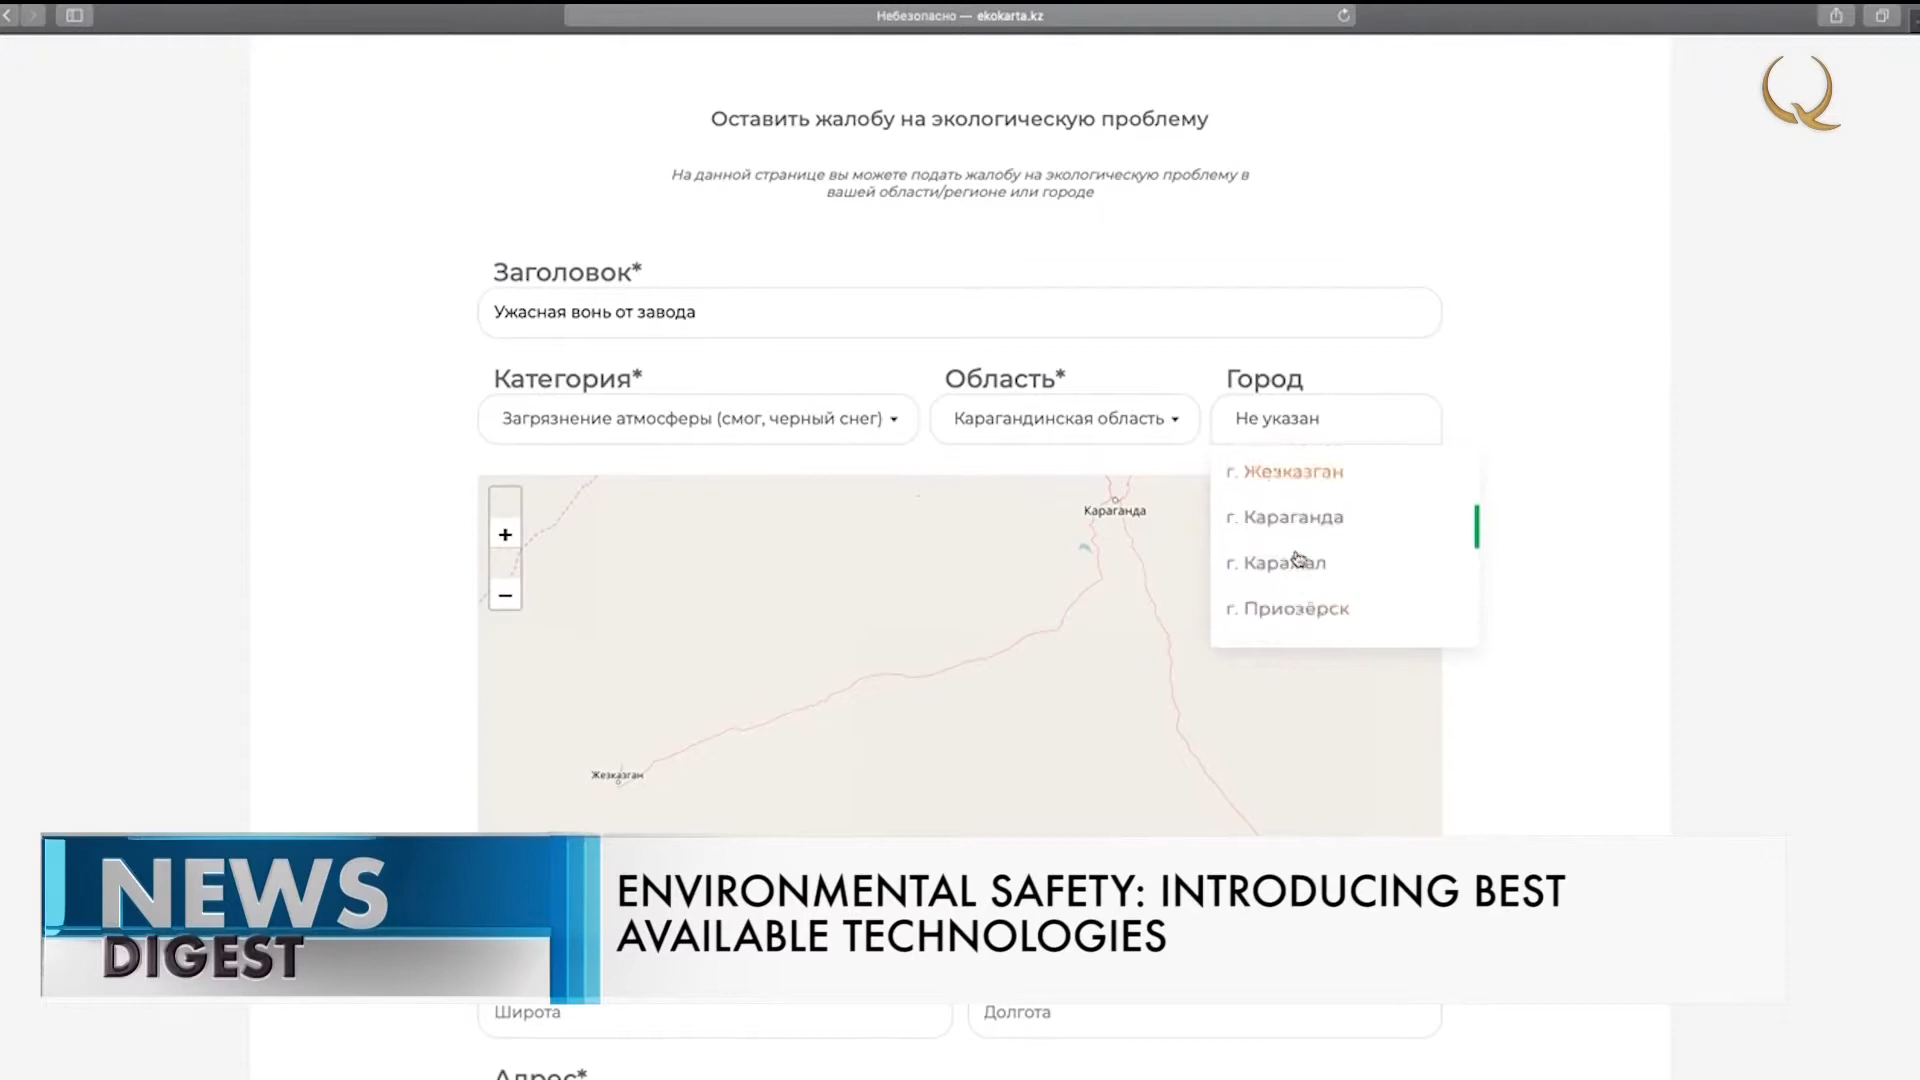 Небезопасно — ekokarta.kz
Оставить жалобу на экологическую проблему
На данной странице вы можете подать жалобу на экологическую проблему в
вашей области/регионе или городе
Заголовок*
Ужасная вонь от завода
Категория*
Область*
Город
Загрязнение атмосферы (смог, черный снег)
Карагандинская область
Не указан
г. Жезказган
г. Караганда
г. Каражал
г. Приозёрск
+
−
Караганда
Жезказган
NEWS
DIGEST
ENVIRONMENTAL SAFETY: INTRODUCING BEST
AVAILABLE TECHNOLOGIES
Широта
Долгота
Адрес*